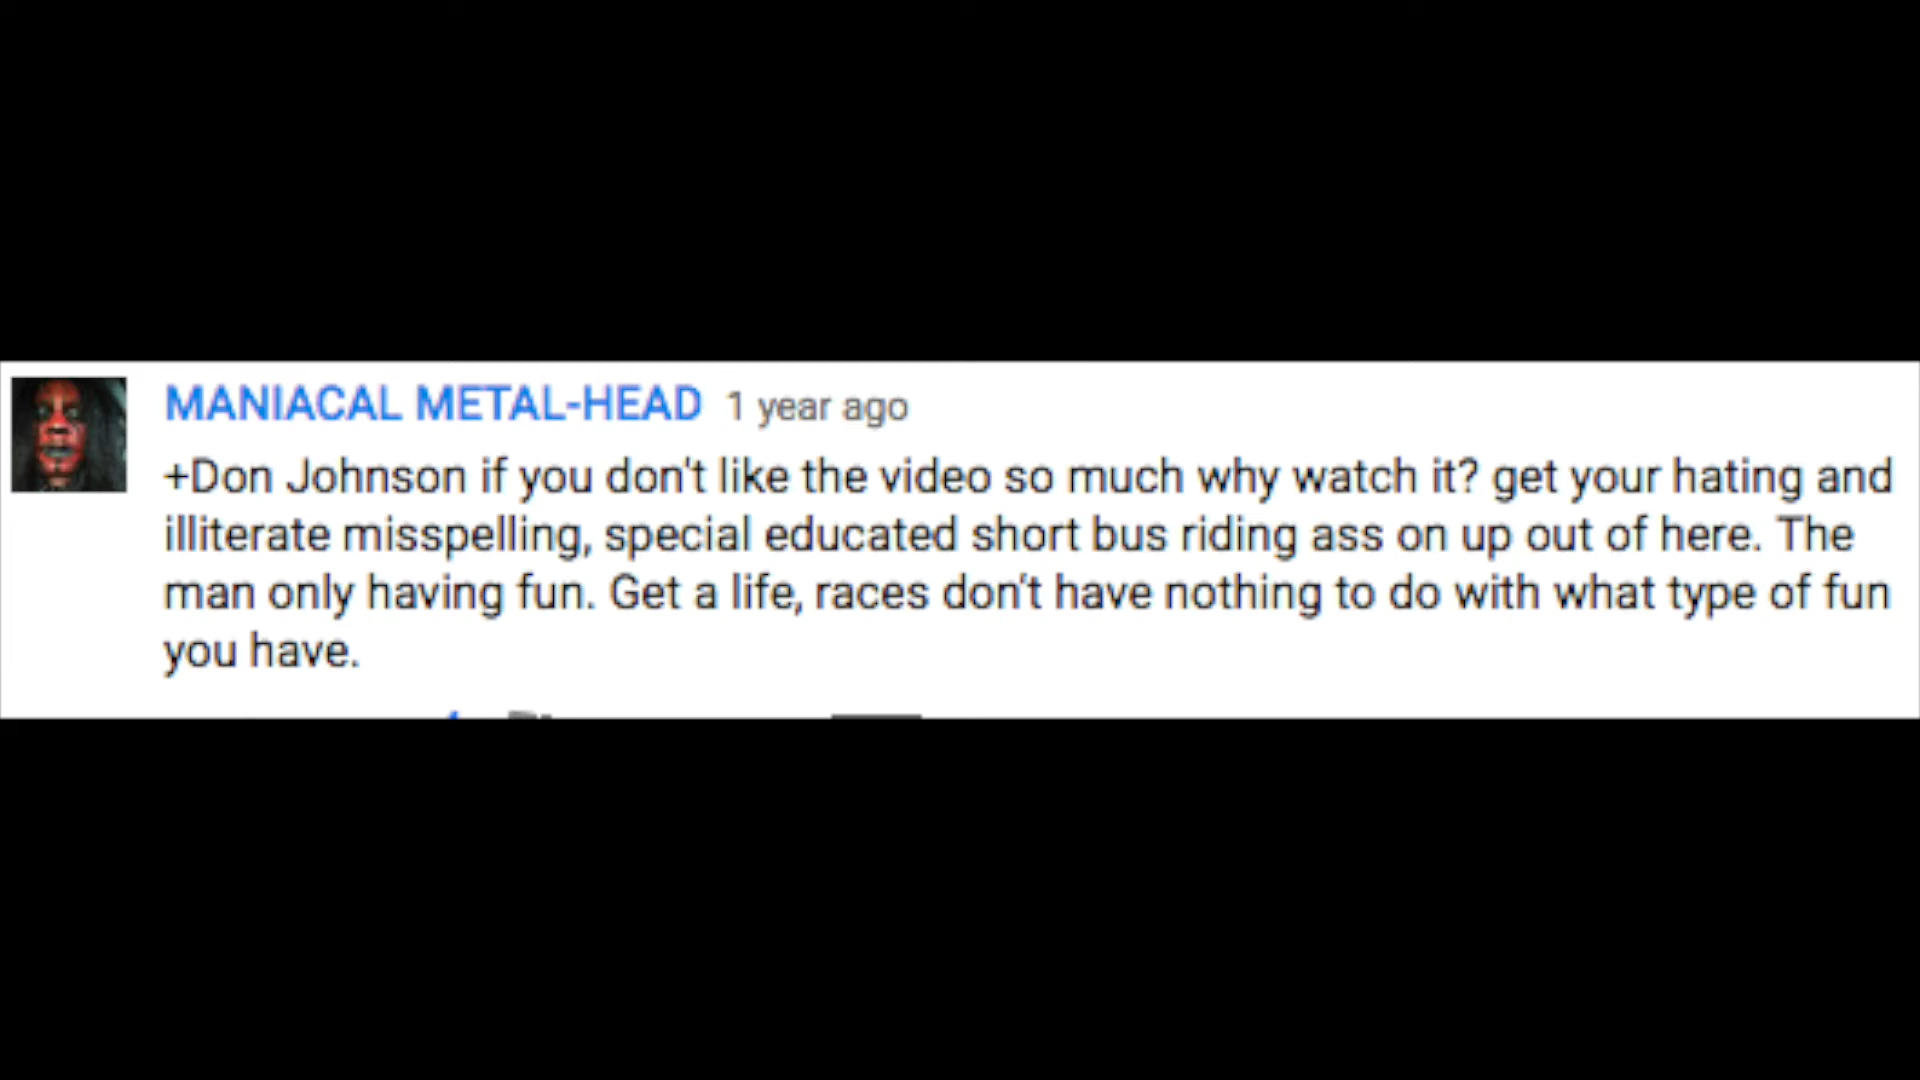 MANIACAL METAL-HEAD 1 year ago
+Don Johnson if you don't like the video so much why watch it? get your hating and
illiterate misspelling, special educated short bus riding ass on up out of here. The
man only having fun. Get a life, races don't have nothing to do with what type of fun
you have.